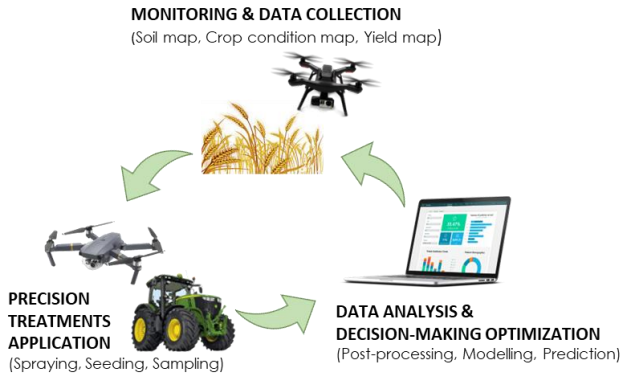 MONITORING & DATA COLLECTION
(Soil map, Crop condition map, Yield map)
PRECISION
TREATMENTS
APPLICATION
(Spraying, Seeding, Sampling)
DATA ANALYSIS &
DECISION-MAKING OPTIMIZATION
(Post-processing, Modelling, Prediction)